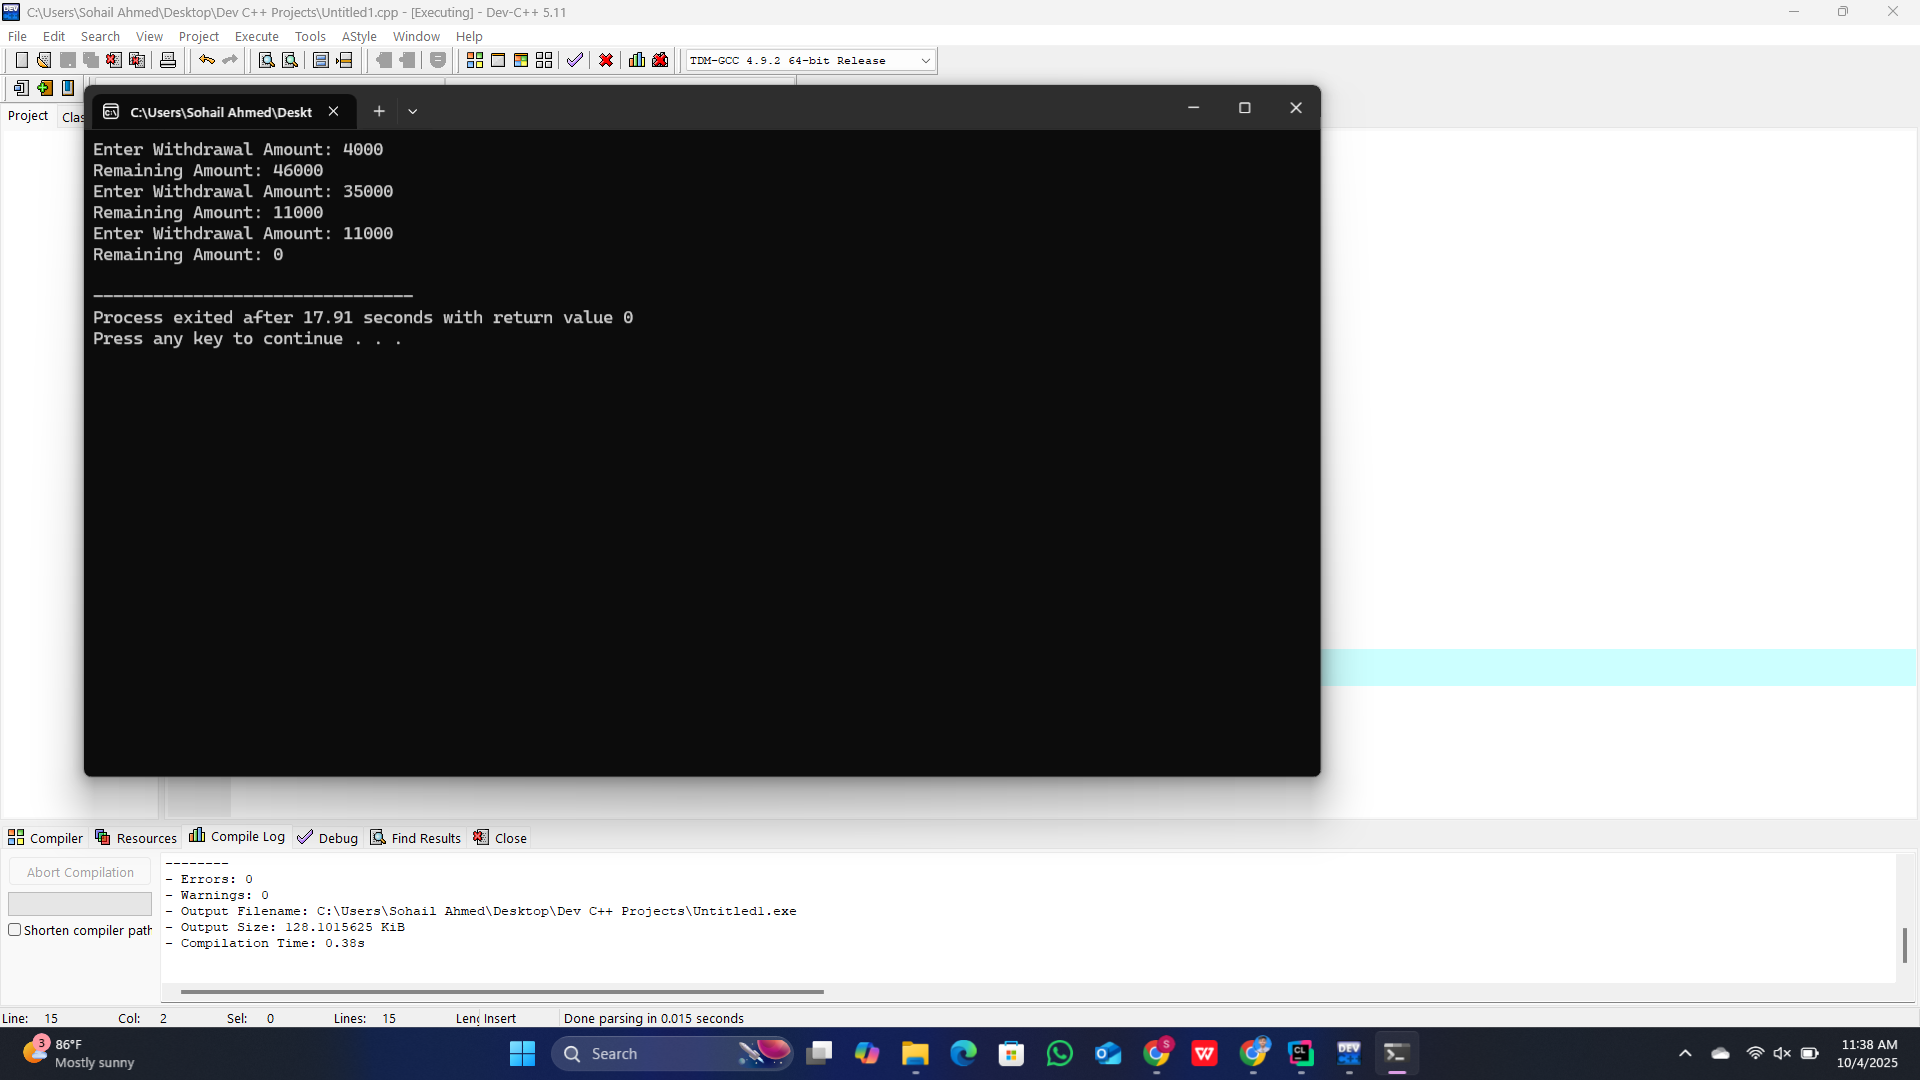 C:\Users\Sohail Ahmed\Desktop\Dev C++ Projects\Untitled1.cpp - [Executing] - Dev-C++ 5.11
File Edit Search View Project Execute Tools AStyle Window Help
TDM-GCC 4.9.2 64-bit Release
Project Clas
C:\Users\Sohail Ahmed\Deskt
Enter Withdrawal Amount: 4000
Remaining Amount: 46000
Enter Withdrawal Amount: 35000
Remaining Amount: 11000
Enter Withdrawal Amount: 11000
Remaining Amount: 0
--------------------------------
Process exited after 17.91 seconds with return value 0
Press any key to continue . . .
Compiler Resources Compile Log Debug Find Results Close
Abort Compilation
Shorten compiler path
--------
- Errors: 0
- Warnings: 0
- Output Filename: C:\Users\Sohail Ahmed\Desktop\Dev C++ Projects\Untitled1.exe
- Output Size: 128.1015625 KiB
- Compilation Time: 0.38s
Line: 15 Col: 2 Sel: 0 Lines: 15 Leng Insert Done parsing in 0.015 seconds
3
86°F
Mostly sunny
Search
S
W
CL
DEV
11:38 AM
10/4/2025